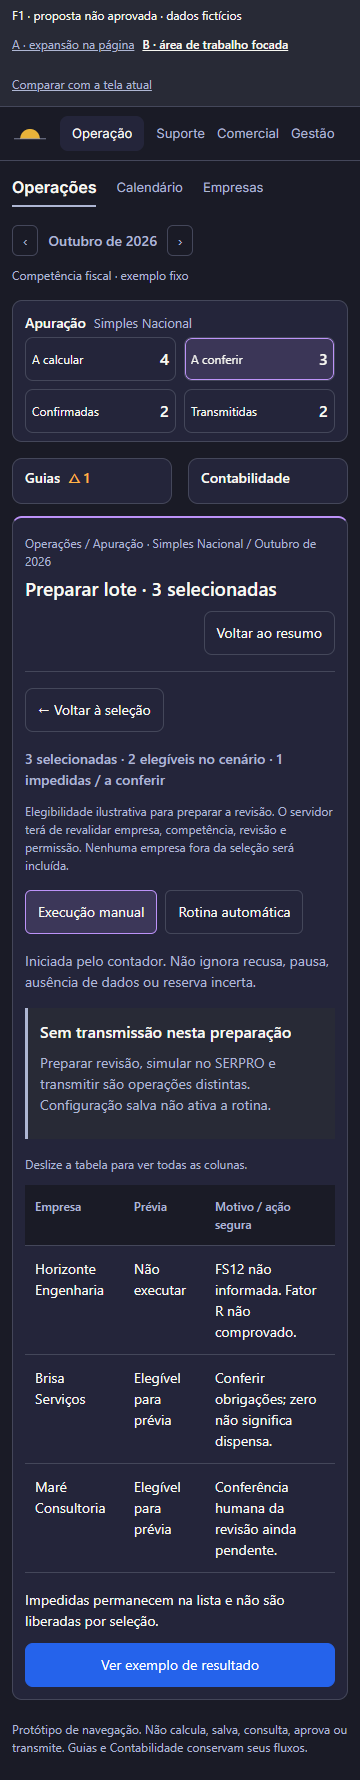 F1 · proposta não aprovada · dados fictícios
A · expansão na página B · área de trabalho focada
Comparar com a tela atual
Operação Suporte Comercial Gestão
Operações Calendário Empresas
‹ Outubro de 2026 ›
Competência fiscal · exemplo fixo
Apuração Simples Nacional
A calcular 4 A conferir 3
Confirmadas 2 Transmitidas 2
Guias △ 1 Contabilidade
Operações / Apuração · Simples Nacional / Outubro de
2026
Preparar lote · 3 selecionadas
Voltar ao resumo
← Voltar à seleção
3 selecionadas · 2 elegíveis no cenário · 1
impedidas / a conferir
Elegibilidade ilustrativa para preparar a revisão. O servidor
terá de revalidar empresa, competência, revisão e
permissão. Nenhuma empresa fora da seleção será
incluída.
Execução manual Rotina automática
Iniciada pelo contador. Não ignora recusa, pausa,
ausência de dados ou reserva incerta.
Sem transmissão nesta preparação
Preparar revisão, simular no SERPRO e
transmitir são operações distintas.
Configuração salva não ativa a rotina.
Deslize a tabela para ver todas as colunas.
Empresa Prévia Motivo / ação
segura
Horizonte Não FS12 não
Engenharia executar informada. Fator
R não
comprovado.
Brisa Elegível Conferir
Serviços para obrigações; zero
prévia não significa
dispensa.
Maré Elegível Conferência
Consultoria para humana da
prévia revisão ainda
pendente.
Impedidas permanecem na lista e não são
liberadas por seleção.
Ver exemplo de resultado
Protótipo de navegação. Não calcula, salva, consulta, aprova ou
transmite. Guias e Contabilidade conservam seus fluxos.